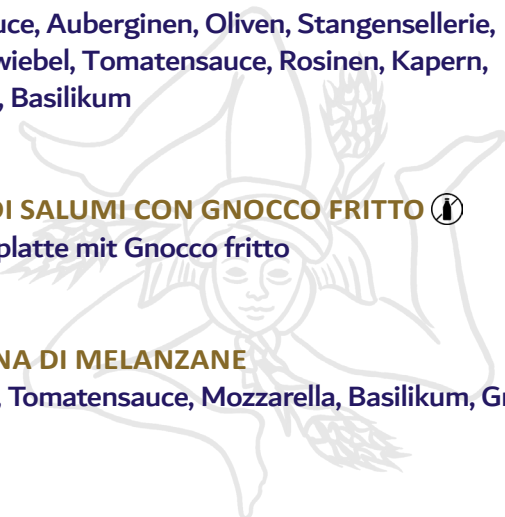 uce, Auberginen, Oliven, Stangensellerie,
wiebel, Tomatensauce, Rosinen, Kapern,
, Basilikum
DI SALUMI CON GNOCCO FRITTO
platte mit Gnocco fritto
NA DI MELANZANE
, Tomatensauce, Mozzarella, Basilikum, Gr